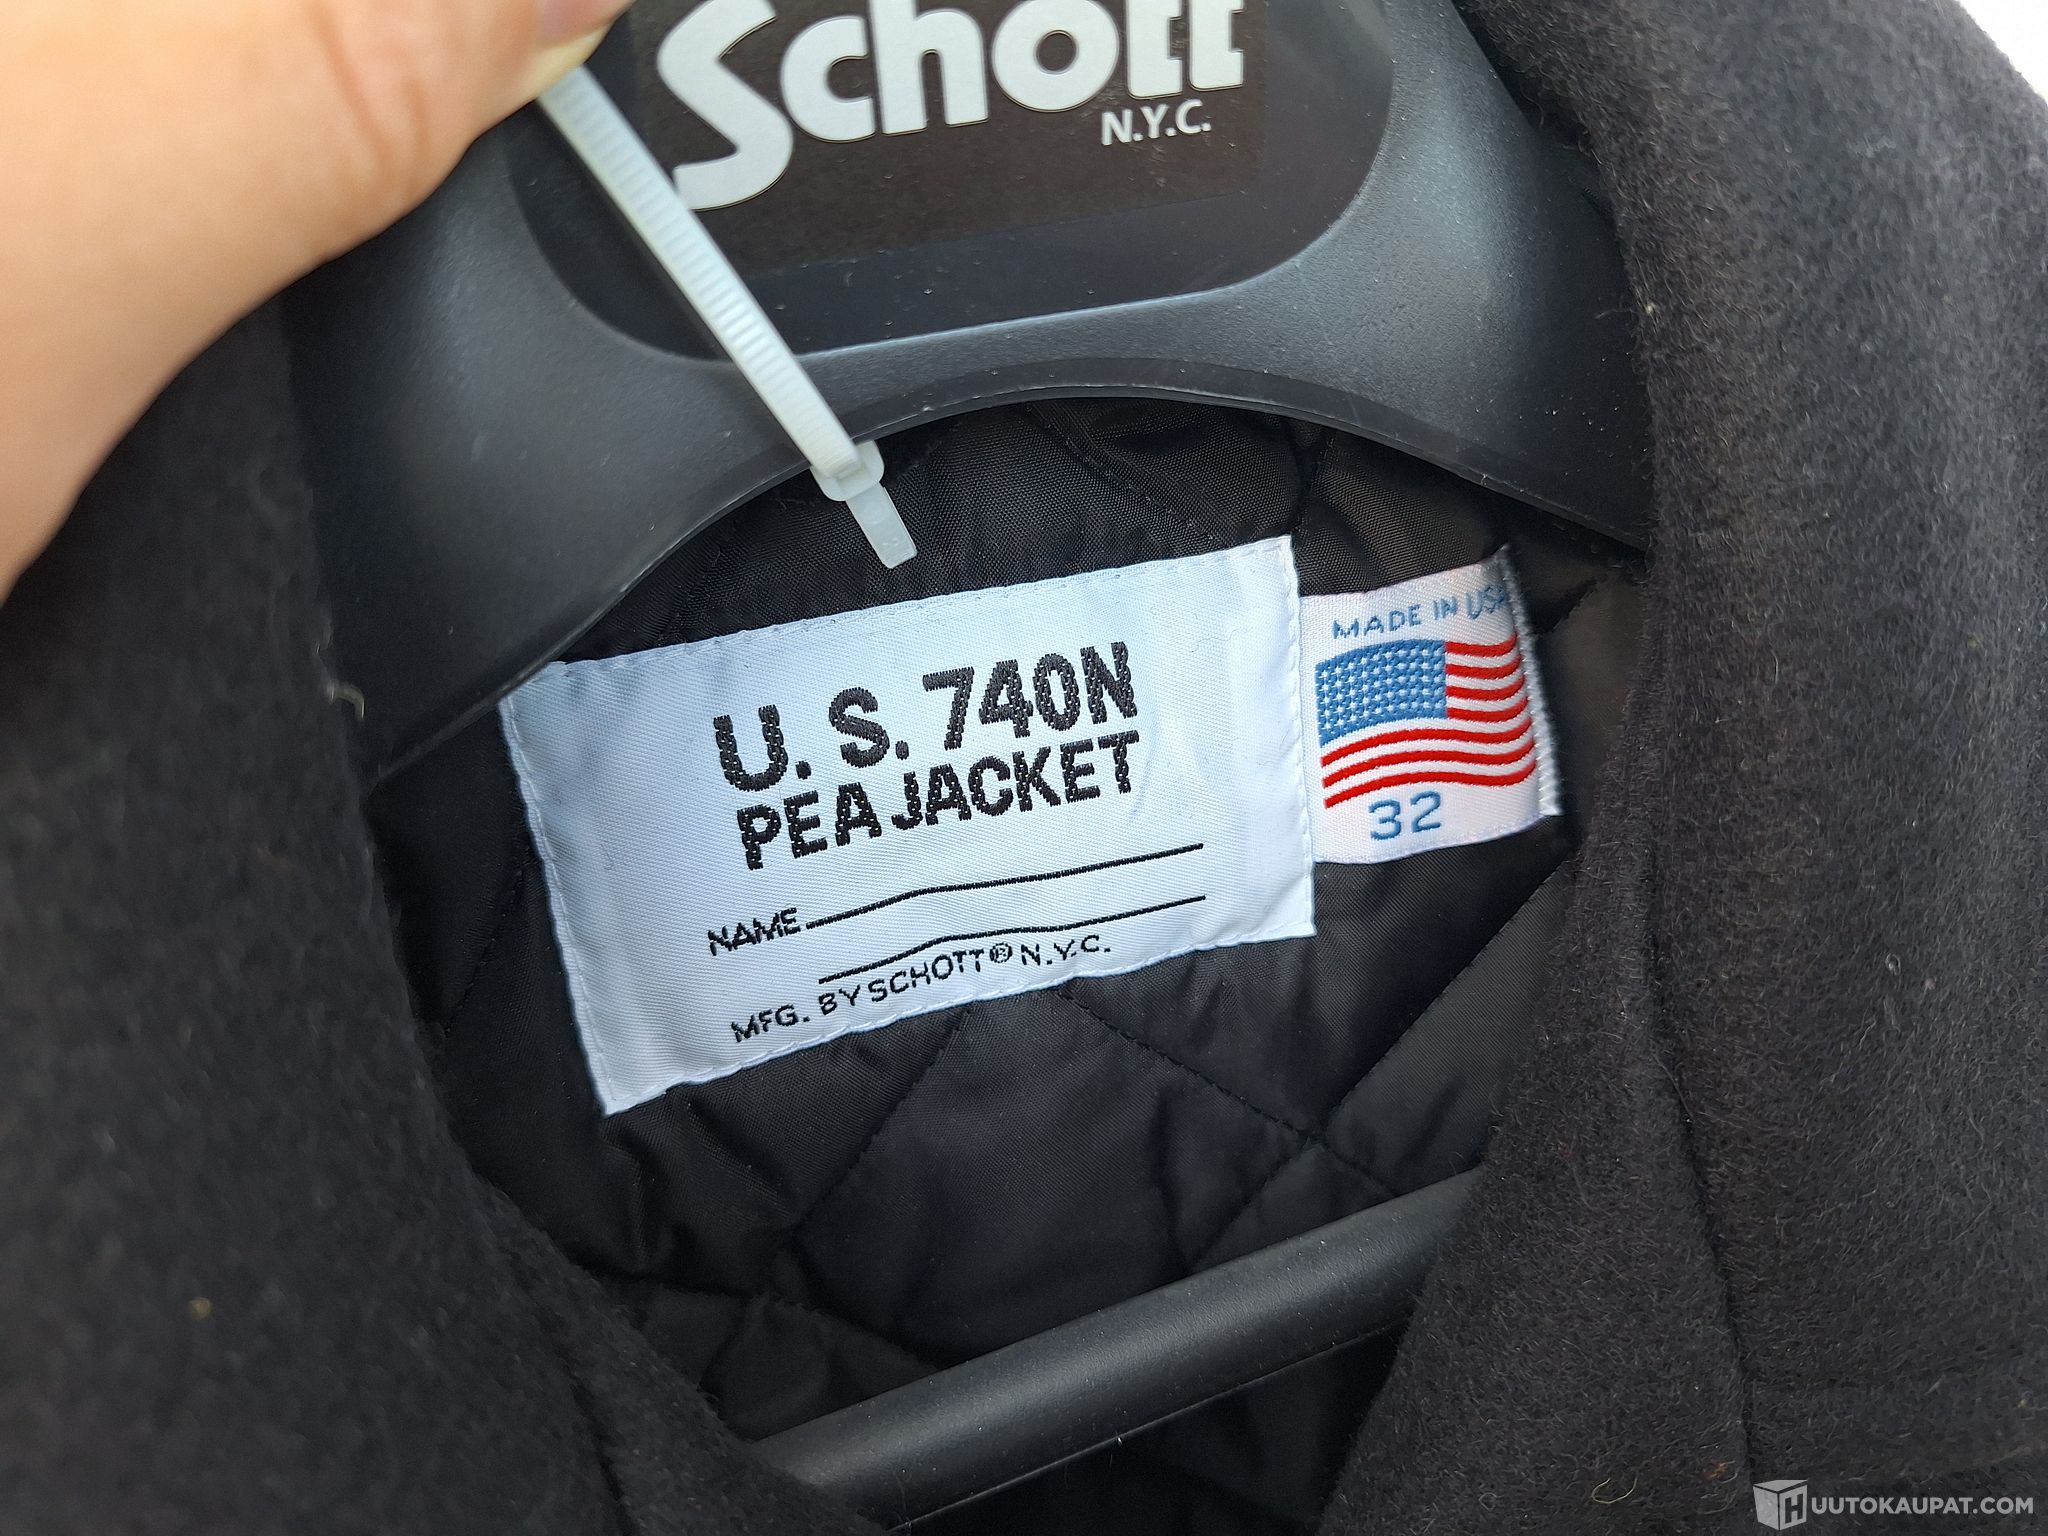 Schott
N.Y.C.
U. S. 740N
PEA JACKET
NAME
MFG. BY SCHOTT® N.Y.C.
MADE IN USA
32
HUUTOKAUPAT.COM